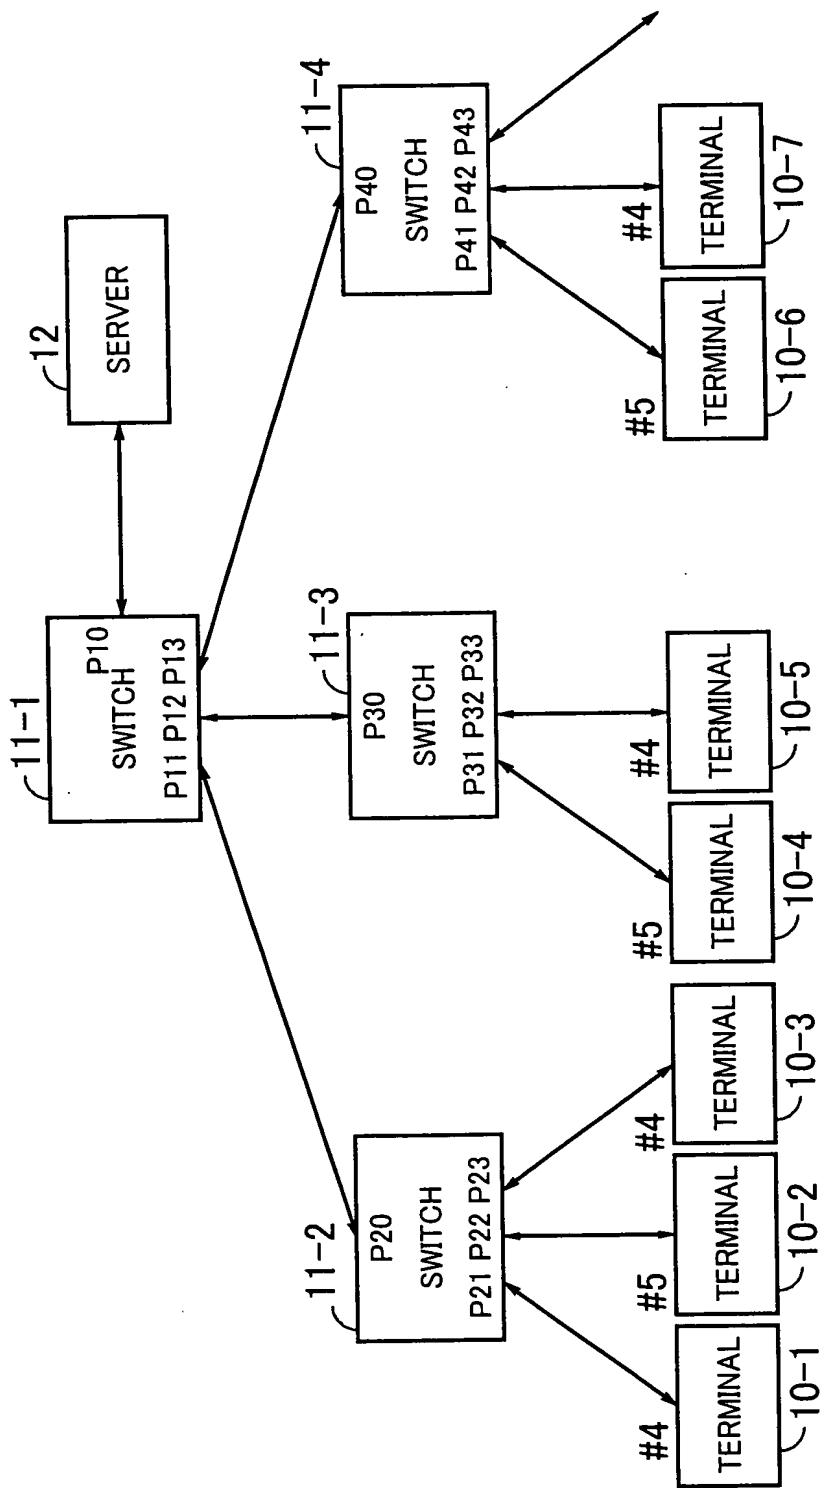 11-1
12
P10
SWITCH
P11 P12 P13
SERVER
11-2
11-3
11-4
P20
SWITCH
P21 P22 P23
P30
SWITCH
P31 P32 P33
P40
SWITCH
P41 P42 P43
#4
#5
#4
#5
#4
#5
#4
TERMINAL
TERMINAL
TERMINAL
TERMINAL
TERMINAL
TERMINAL
TERMINAL
10-1
10-2
10-3
10-4
10-5
10-6
10-7